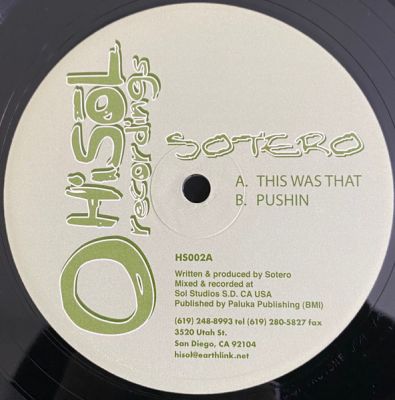 HiSól
recordings
SOTERO
A. THIS WAS THAT
B. PUSHIN
HS002A
Written & produced by Sotero
Mixed & recorded at
Sol Studios S.D. CA USA
Published by Paluka Publishing (BMI)
(619) 248-8993 tel (619) 280-5827 fax
3520 Utah St.
San Diego, CA 92104
hisol@earthlink.net